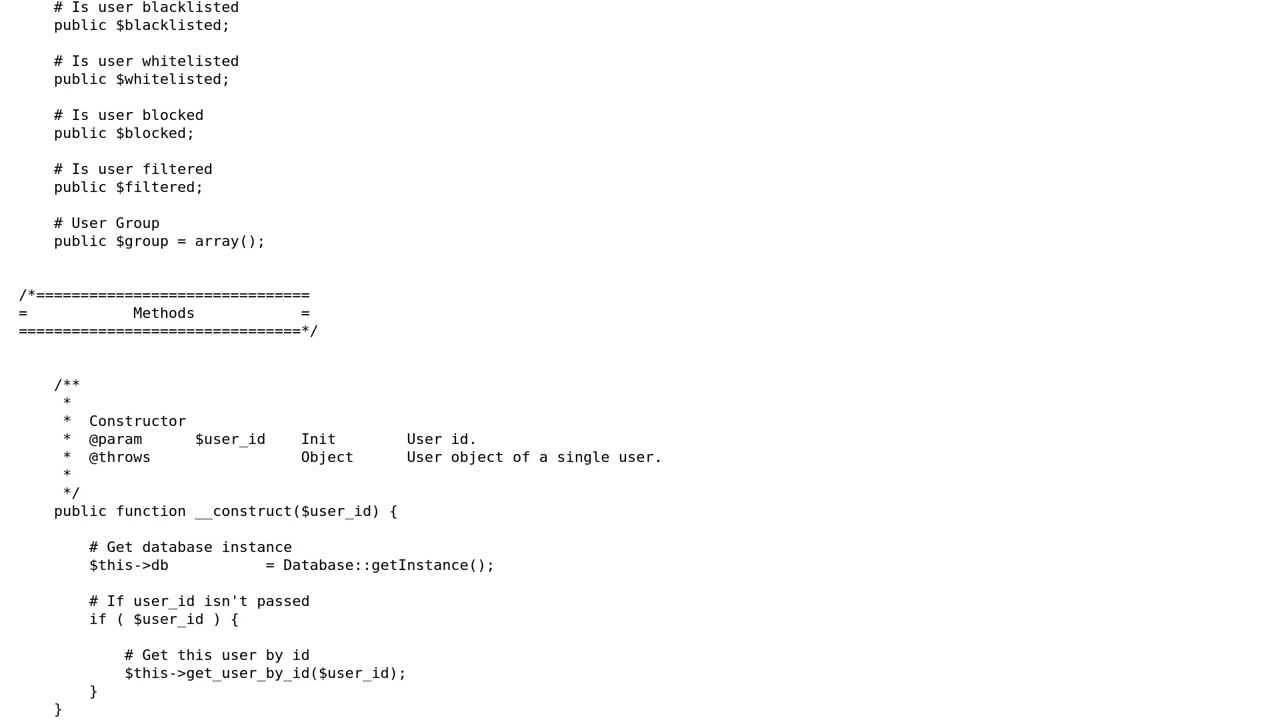 # Is user blacklisted
    public $blacklisted;

    # Is user whitelisted
    public $whitelisted;

    # Is user blocked
    public $blocked;

    # Is user filtered
    public $filtered;

    # User Group
    public $group = array();


/*===============================
=            Methods            =
================================*/


    /**
     *
     *  Constructor
     *  @param      $user_id    Init        User id.
     *  @throws                 Object      User object of a single user.
     *
     */
    public function __construct($user_id) {

        # Get database instance
        $this->db           = Database::getInstance();

        # If user_id isn't passed
        if ( $user_id ) {

            # Get this user by id
            $this->get_user_by_id($user_id);
        }
    }